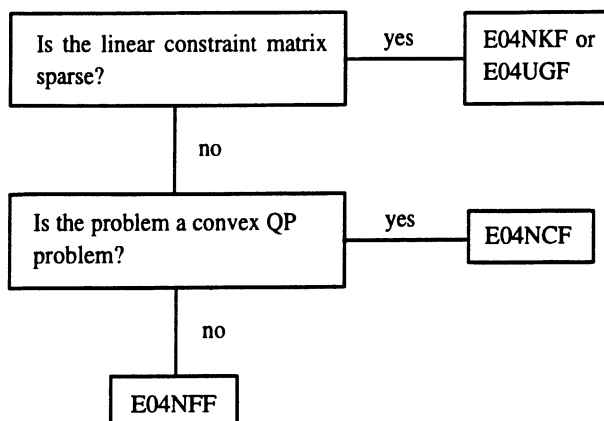 Is the linear constraint matrix
sparse?
yes
E04NKF or
E04UGF
no
Is the problem a convex QP
problem?
yes
E04NCF
no
E04NFF